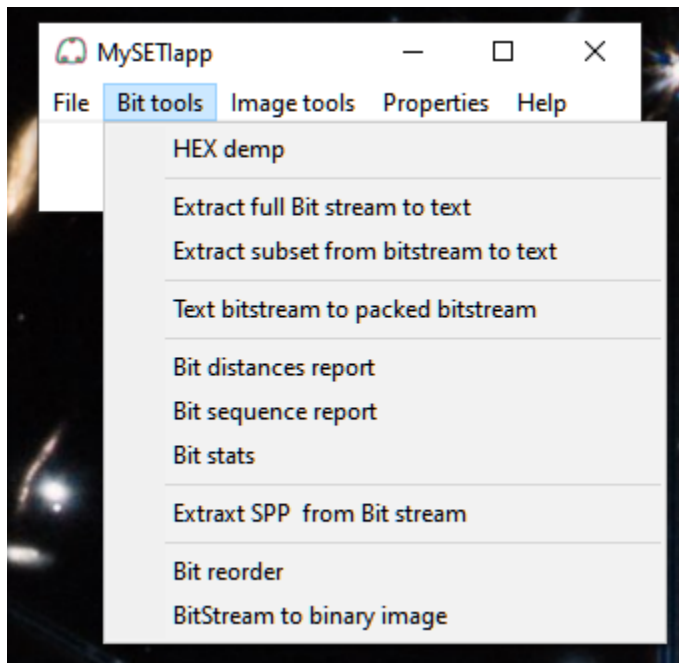 MySETIapp
File Bit tools Image tools Properties Help
HEX demp
Extract full Bit stream to text
Extract subset from bitstream to text
Text bitstream to packed bitstream
Bit distances report
Bit sequence report
Bit stats
Extraxt SPP  from Bit stream
Bit reorder
BitStream to binary image